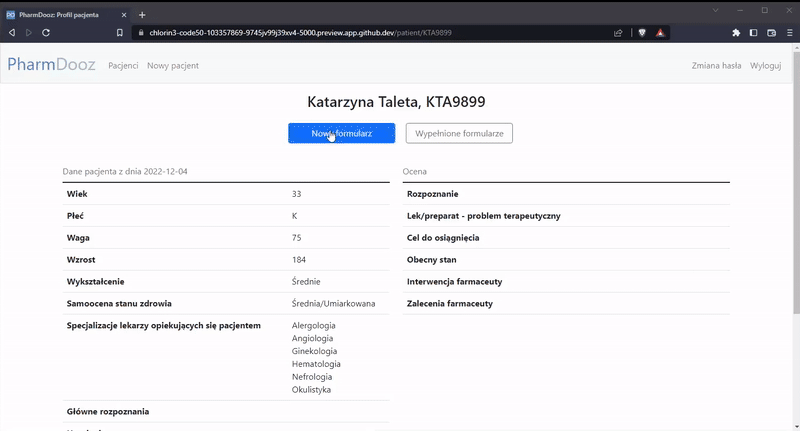 PharmDooz: Profil pacjenta
chlorin3-code50-103357869-9745jv99j39xv4-5000.preview.app.github.dev/patient/KTA9899
PharmDooz Pacjenci Nowy pacjent Zmiana hasła Wyloguj
Katarzyna Taleta, KTA9899
Nowy formularz Wypełnione formularze
Dane pacjenta z dnia 2022-12-04
Wiek 33
Płeć K
Waga 75
Wzrost 184
Wykształcenie Średnie
Samoocena stanu zdrowia Średnia/Umiarkowana
Specjalizacje lekarzy opiekujących się pacjentem Alergologia
Angiologia
Ginekologia
Hematologia
Nefrologia
Okulistyka
Główne rozpoznania
Ocena
Rozpoznanie
Lek/preparat - problem terapeutyczny
Cel do osiągnięcia
Obecny stan
Interwencja farmaceuty
Zalecenia farmaceuty